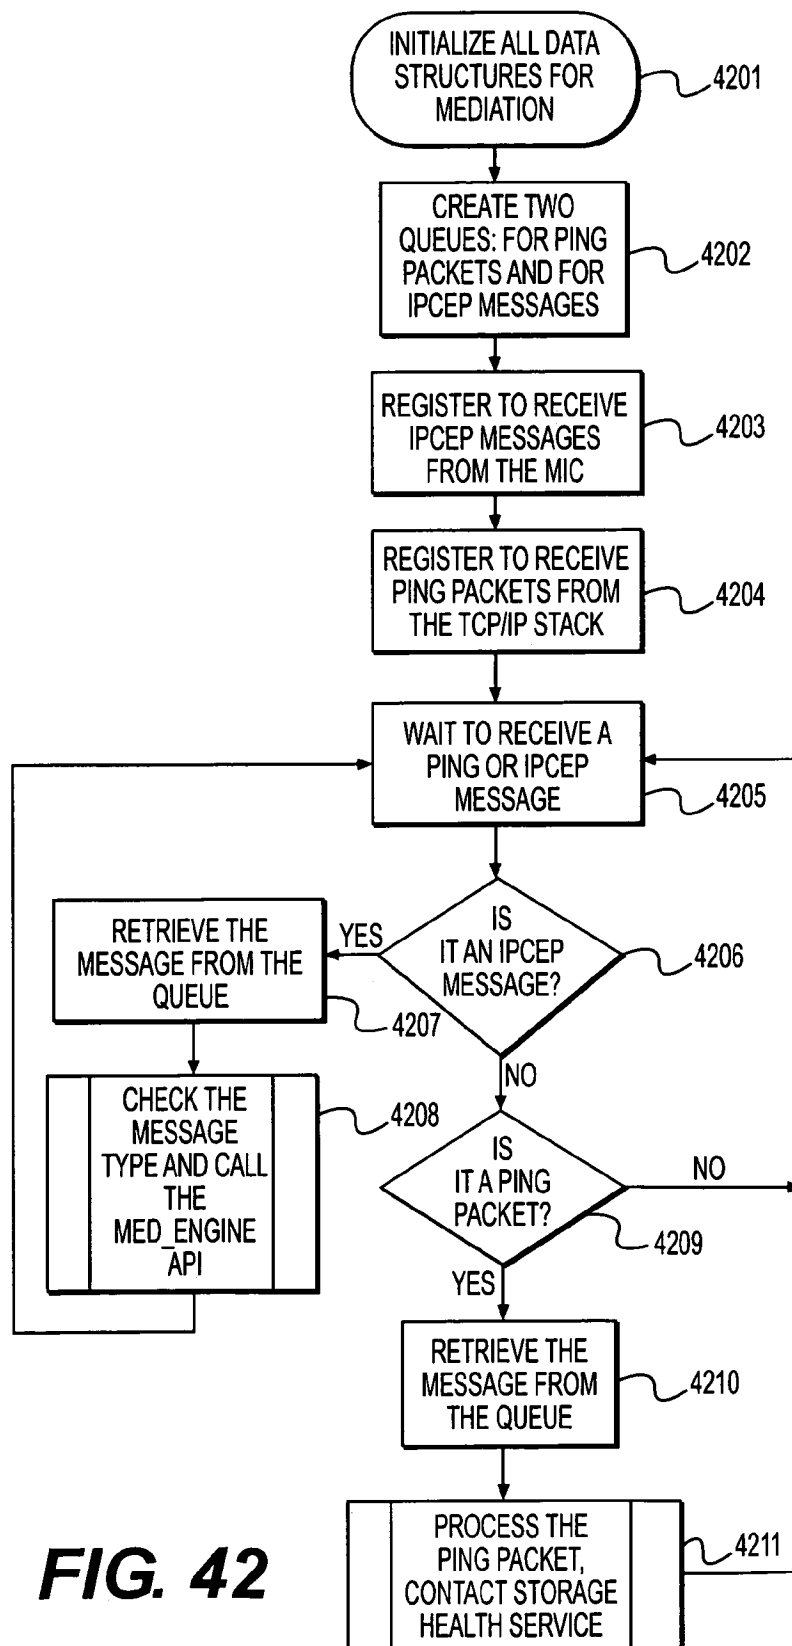 INITIALIZE ALL DATA
STRUCTURES FOR
MEDIATION
4201
CREATE TWO
QUEUES: FOR PING
PACKETS AND FOR
IPCEP MESSAGES
4202
REGISTER TO RECEIVE
IPCEP MESSAGES
FROM THE MIC
4203
REGISTER TO RECEIVE
PING PACKETS FROM
THE TCP/IP STACK
4204
WAIT TO RECEIVE A
PING OR IPCEP
MESSAGE
4205
IS
IT AN IPCEP
MESSAGE?
4206
YES
RETRIEVE THE
MESSAGE FROM THE
QUEUE
4207
CHECK THE
MESSAGE
TYPE AND CALL
THE
MED_ENGINE_
API
4208
NO
IS
IT A PING
PACKET?
NO
4209
YES
RETRIEVE THE
MESSAGE FROM
THE QUEUE
4210
PROCESS THE
PING PACKET,
CONTACT STORAGE
HEALTH SERVICE
4211
FIG. 42